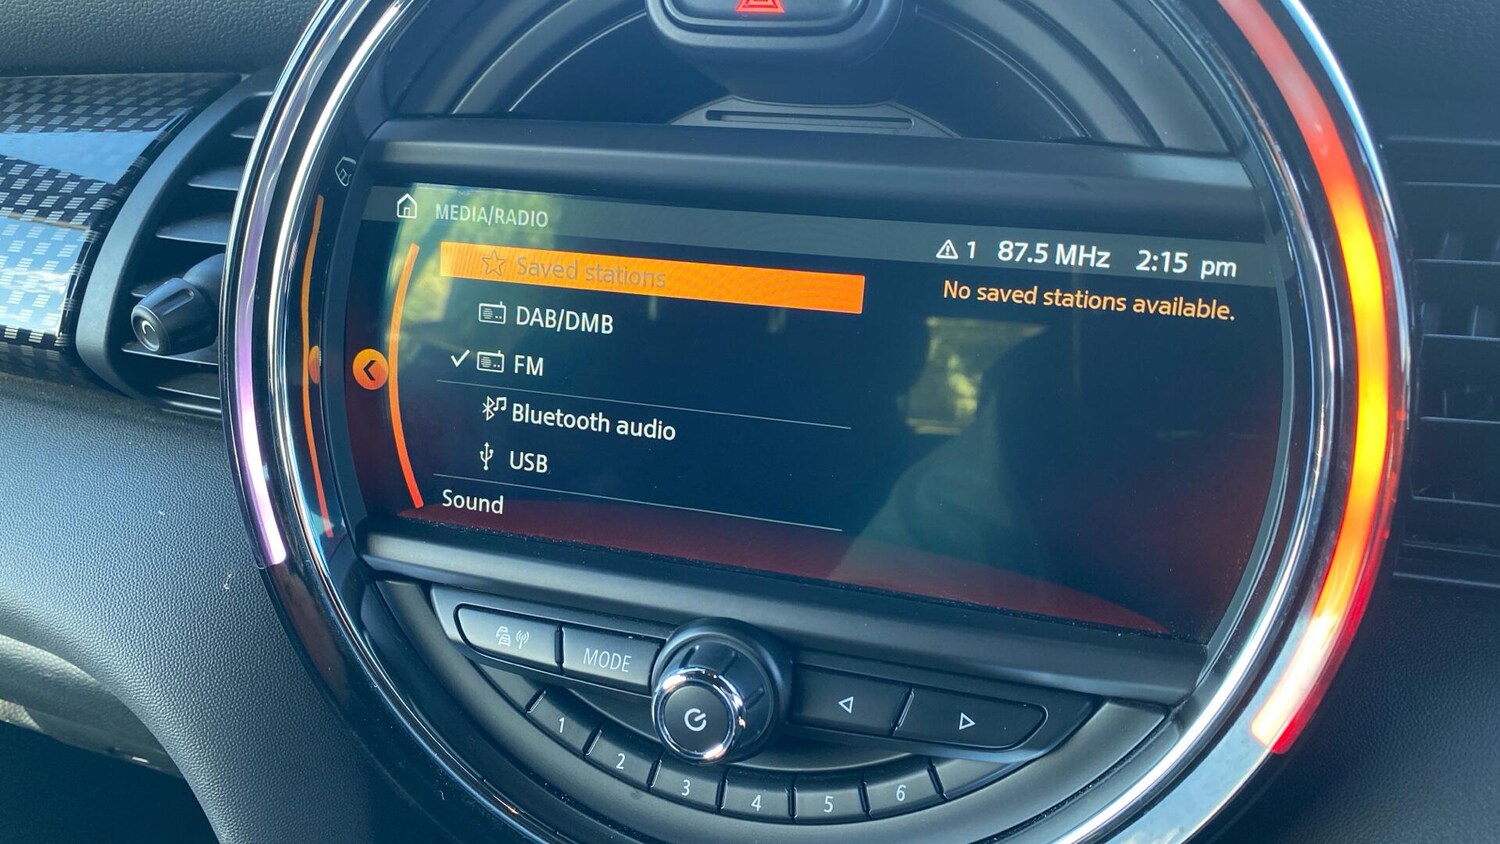 MEDIA/RADIO
1 87.5 MHz 2:15 pm
Saved stations
No saved stations available.
DAB/DMB
FM
Bluetooth audio
USB
Sound
MODE
1
2
3
4
5
6